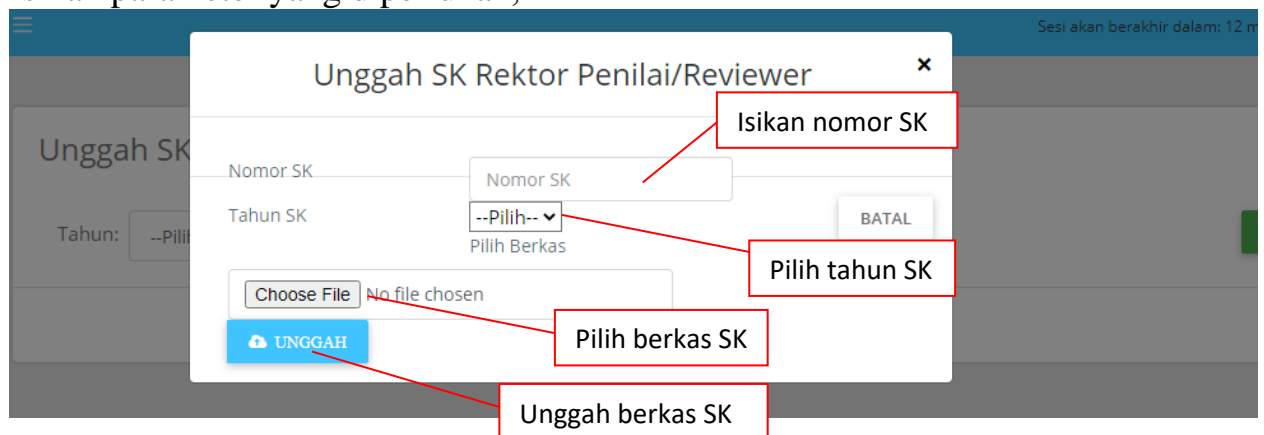 Sesi akan berakhir dalam: 12 m
Unggah SK Rektor Penilai/Reviewer
×
Isikan nomor SK
Unggah SK
Nomor SK
Nomor SK
Tahun SK
--Pilih--
BATAL
Tahun:
--Pilih
Pilih Berkas
Pilih tahun SK
Choose File No file chosen
Pilih berkas SK
UNGGAH
Unggah berkas SK